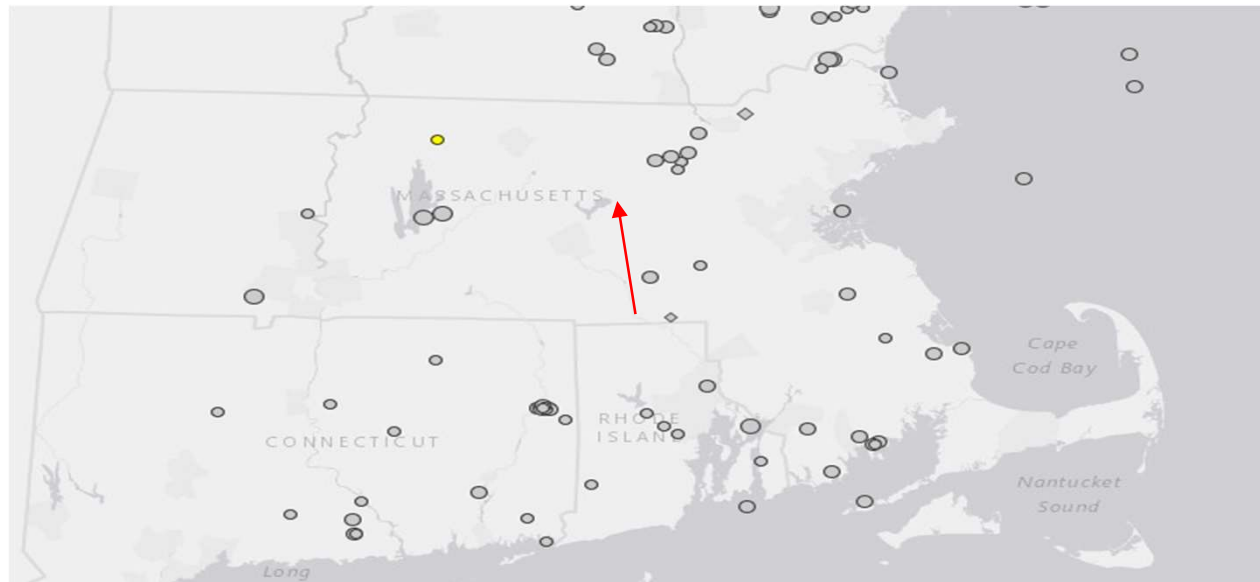 MASSACHUSETTS
Cape
Cod Bay
RHODE
ISLAND
CONNECTICUT
Nantucket
Sound
Long